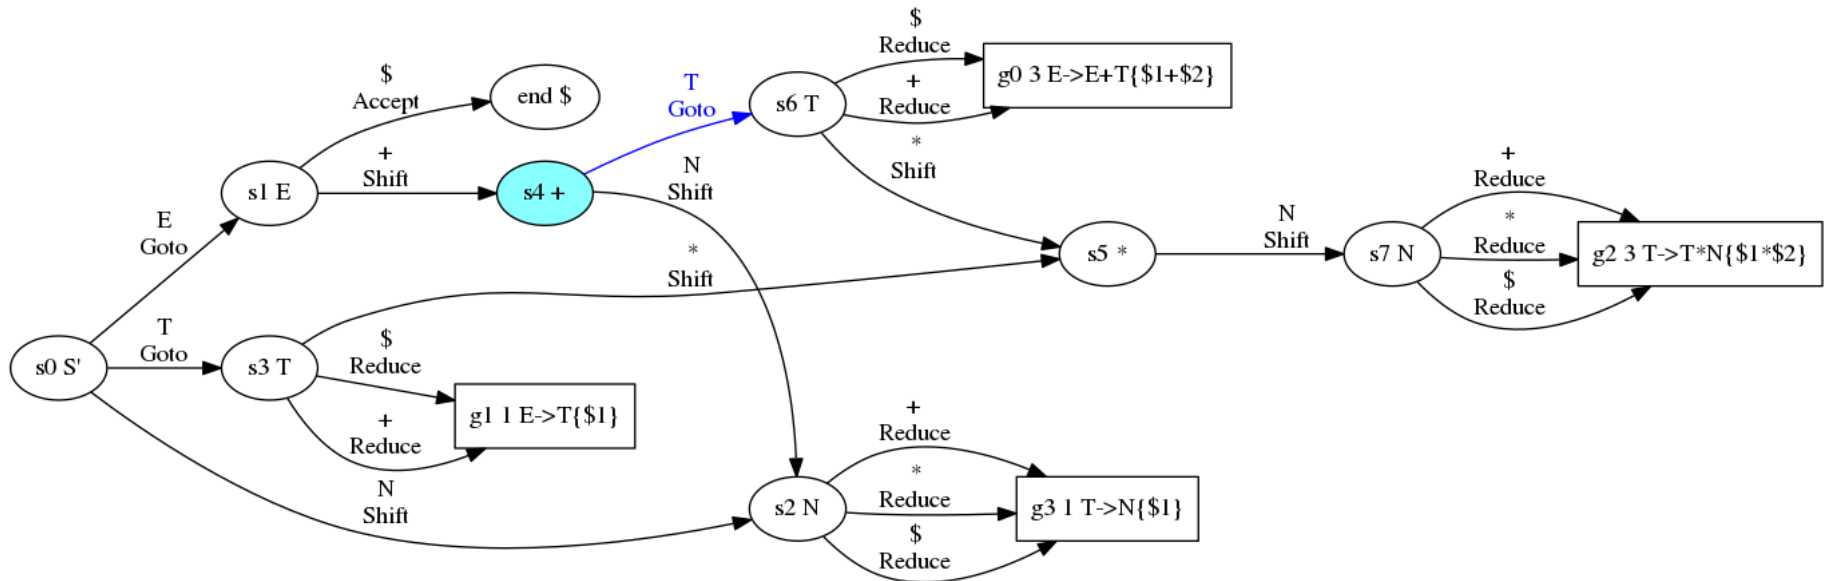 $
Reduce
g0 3 E->E+T{$1+$2}
+
Reduce
$
Accept
end $
T
Goto
s6 T
*
Shift
+
Shift
s1 E
s4 +
N
Shift
+
Reduce
E
Goto
*
Shift
s5 *
N
Shift
s7 N
*
Reduce
g2 3 T->T*N{$1*$2}
$
Reduce
s0 S'
T
Goto
s3 T
$
Reduce
g1 1 E->T{$1}
+
Reduce
N
Shift
+
Reduce
s2 N
*
Reduce
g3 1 T->N{$1}
$
Reduce